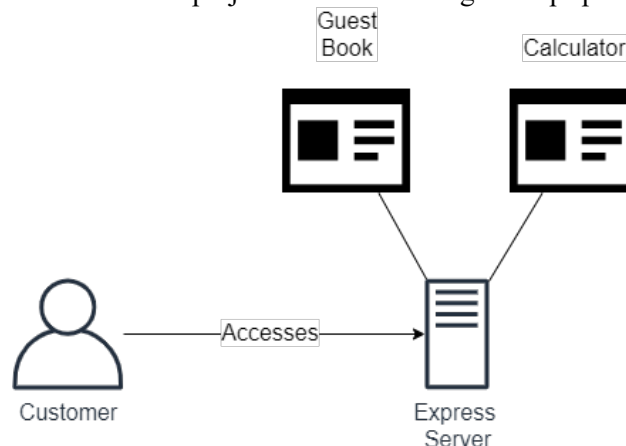 Guest
Book
Calculator
Accesses
Customer
Express
Server